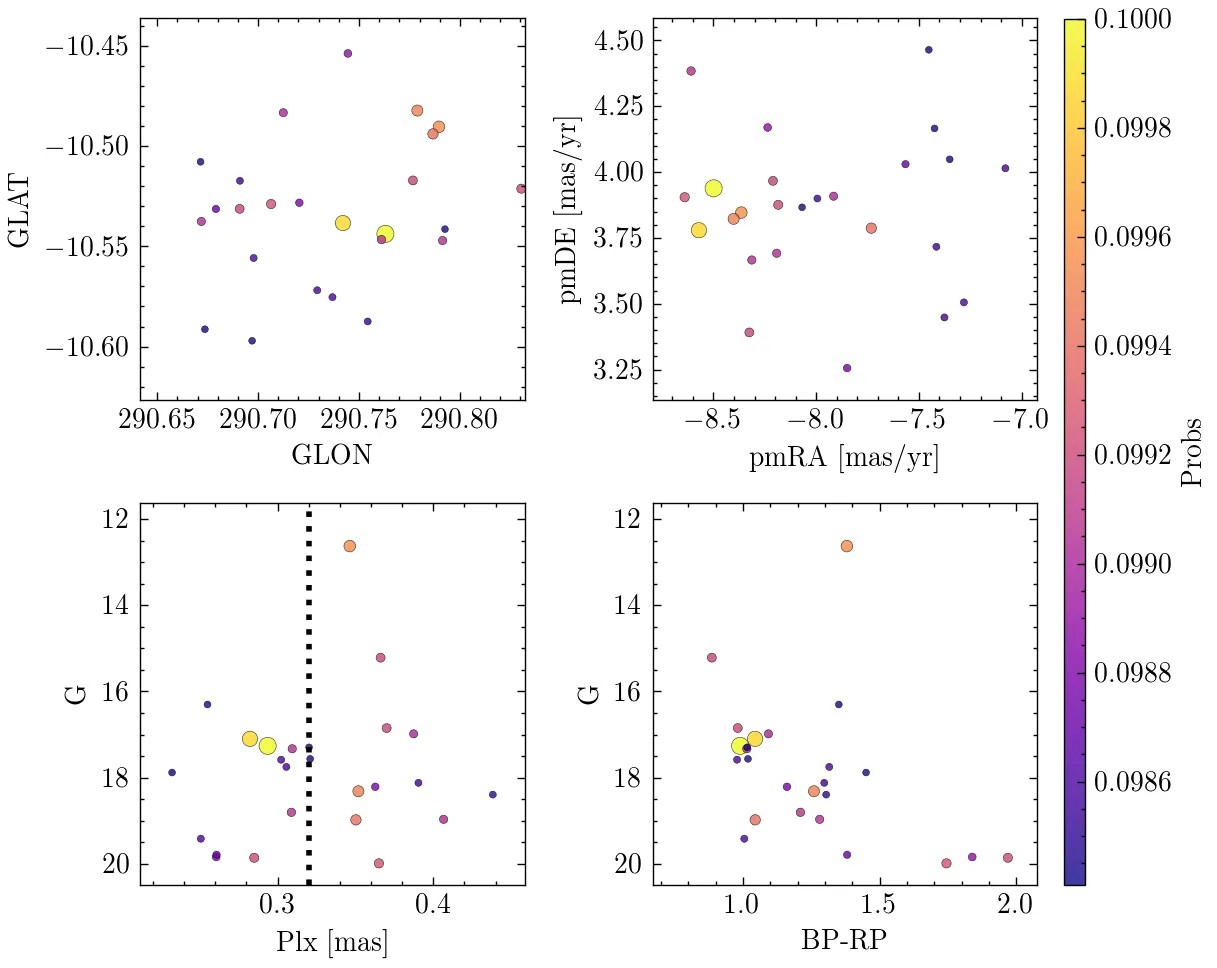 −10.45
−10.50
−10.55
−10.60
GLAT
290.65 290.70 290.75 290.80
GLON
4.50
4.25
4.00
3.75
3.50
3.25
pmDE [mas/yr]
−8.5 −8.0 −7.5 −7.0
pmRA [mas/yr]
12
14
16
18
20
G
0.3 0.4
Plx [mas]
12
14
16
18
20
G
1.0 1.5 2.0
BP-RP
0.1000
0.0998
0.0996
0.0994
0.0992
0.0990
0.0988
0.0986
Probs